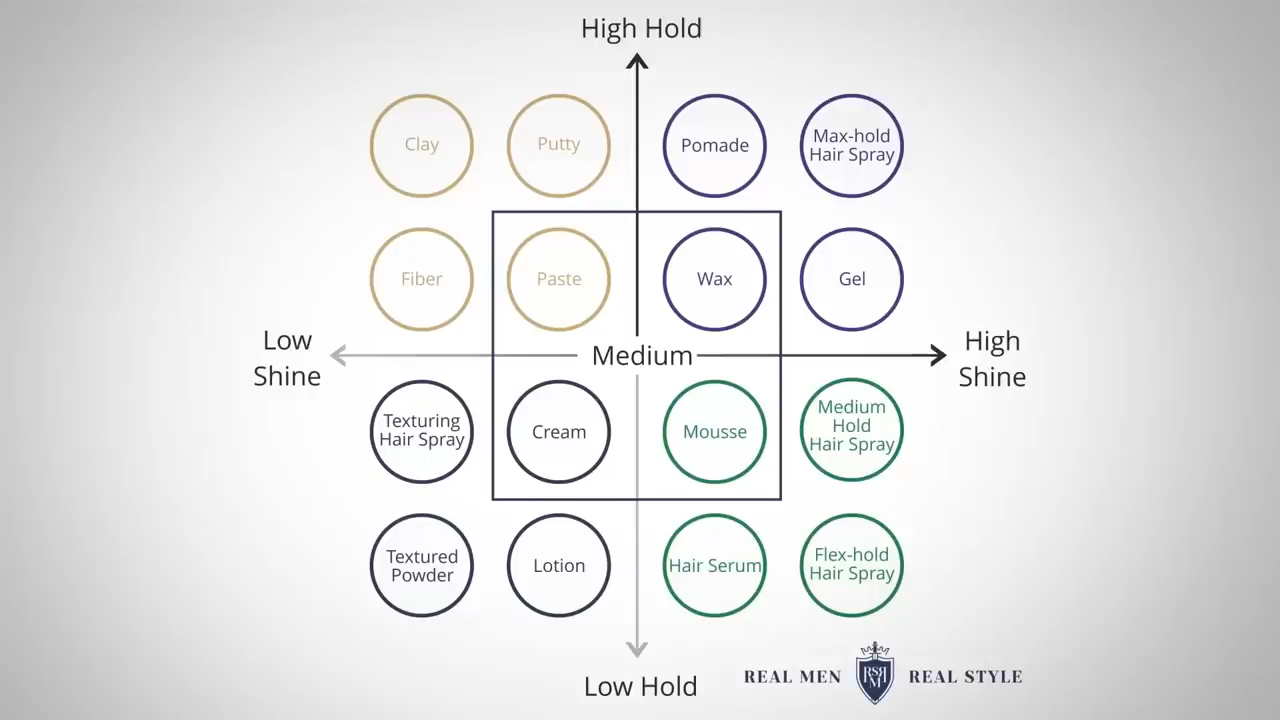 High Hold
Clay
Putty
Pomade
Max-hold
Hair Spray
Fiber
Paste
Wax
Gel
Low
Shine
Medium
High
Shine
Texturing
Hair Spray
Cream
Mousse
Medium
Hold
Hair Spray
Textured
Powder
Lotion
Hair Serum
Flex-hold
Hair Spray
Low Hold
REAL MEN
RSR
M
REAL STYLE